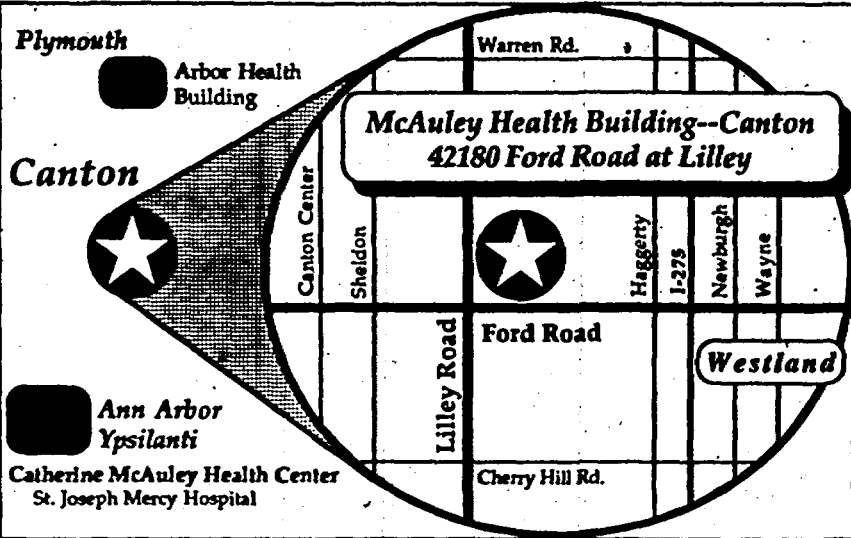 Plymouth
Arbor Health
Building
Canton
Warren Rd.
McAuley Health Building--Canton
42180 Ford Road at Lilley
Canton Center
Sheldon
Haggerty
I-275
Newburgh
Wayne
Ford Road
Lilley Road
Westland
Cherry Hill Rd.
Ann Arbor
Ypsilanti
Catherine McAuley Health Center
St. Joseph Mercy Hospital